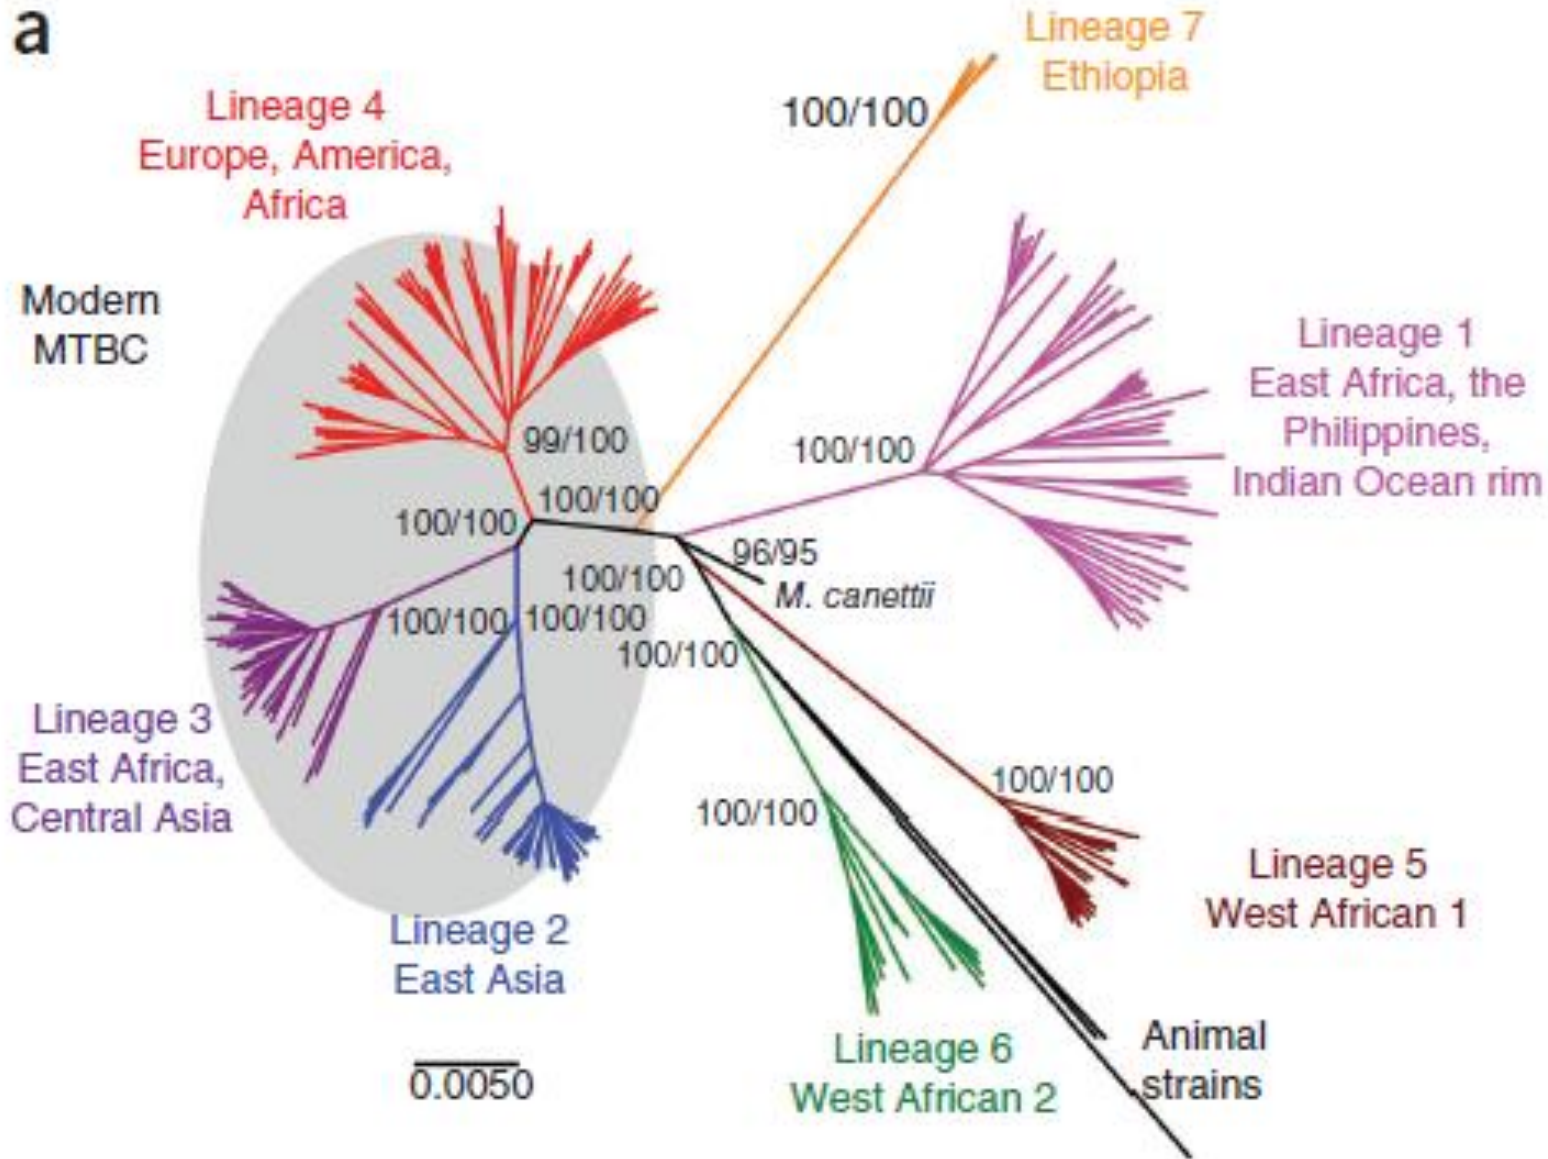 a
Lineage 7
Ethiopia
100/100
Lineage 4
Europe, America,
Africa
Modern
MTBC
Lineage 1
East Africa, the
Philippines,
Indian Ocean rim
99/100
100/100
100/100
100/100
96/95
M. canettii
100/100
100/100
100/100
100/100
Lineage 3
East Africa,
Central Asia
100/100
100/100
Lineage 5
West African 1
Lineage 2
East Asia
Lineage 6
West African 2
Animal
strains
0.0050